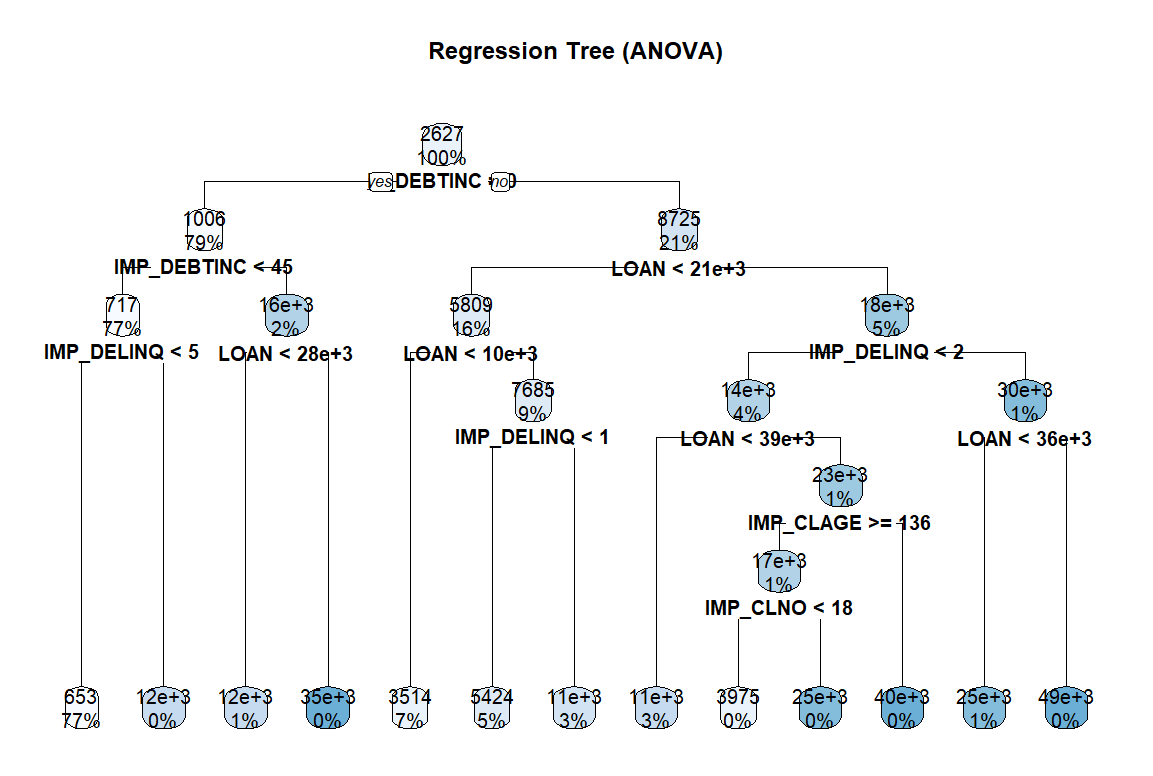 Regression Tree (ANOVA)
2627
100%
yes
no
1006
79%
8725
21%
IMP_DEBTINC < 45
LOAN < 21e+3
717
77%
16e+3
2%
5809
16%
18e+3
5%
IMP_DELINQ < 5
LOAN < 28e+3
LOAN < 10e+3
IMP_DELINQ < 2
7685
9%
14e+3
4%
30e+3
1%
IMP_DELINQ < 1
LOAN < 39e+3
LOAN < 36e+3
23e+3
1%
IMP_CLAGE >= 136
17e+3
1%
IMP_CLNO < 18
653
77%
12e+3
0%
12e+3
1%
35e+3
0%
3514
7%
5424
5%
11e+3
3%
11e+3
3%
3975
0%
25e+3
0%
40e+3
0%
25e+3
1%
49e+3
0%